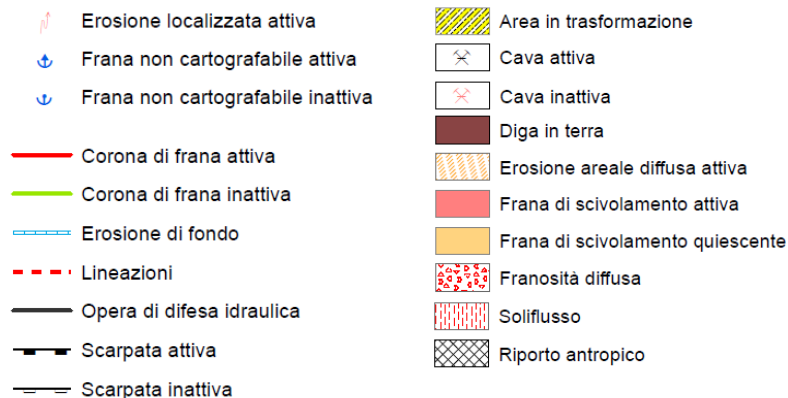 Erosione localizzata attiva
Frana non cartografabile attiva
Frana non cartografabile inattiva
Corona di frana attiva
Corona di frana inattiva
Erosione di fondo
Lineazioni
Opera di difesa idraulica
Scarpata attiva
Scarpata inattiva
Area in trasformazione
Cava attiva
Cava inattiva
Diga in terra
Erosione areale diffusa attiva
Frana di scivolamento attiva
Frana di scivolamento quiescente
Franosità diffusa
Soliflusso
Riporto antropico